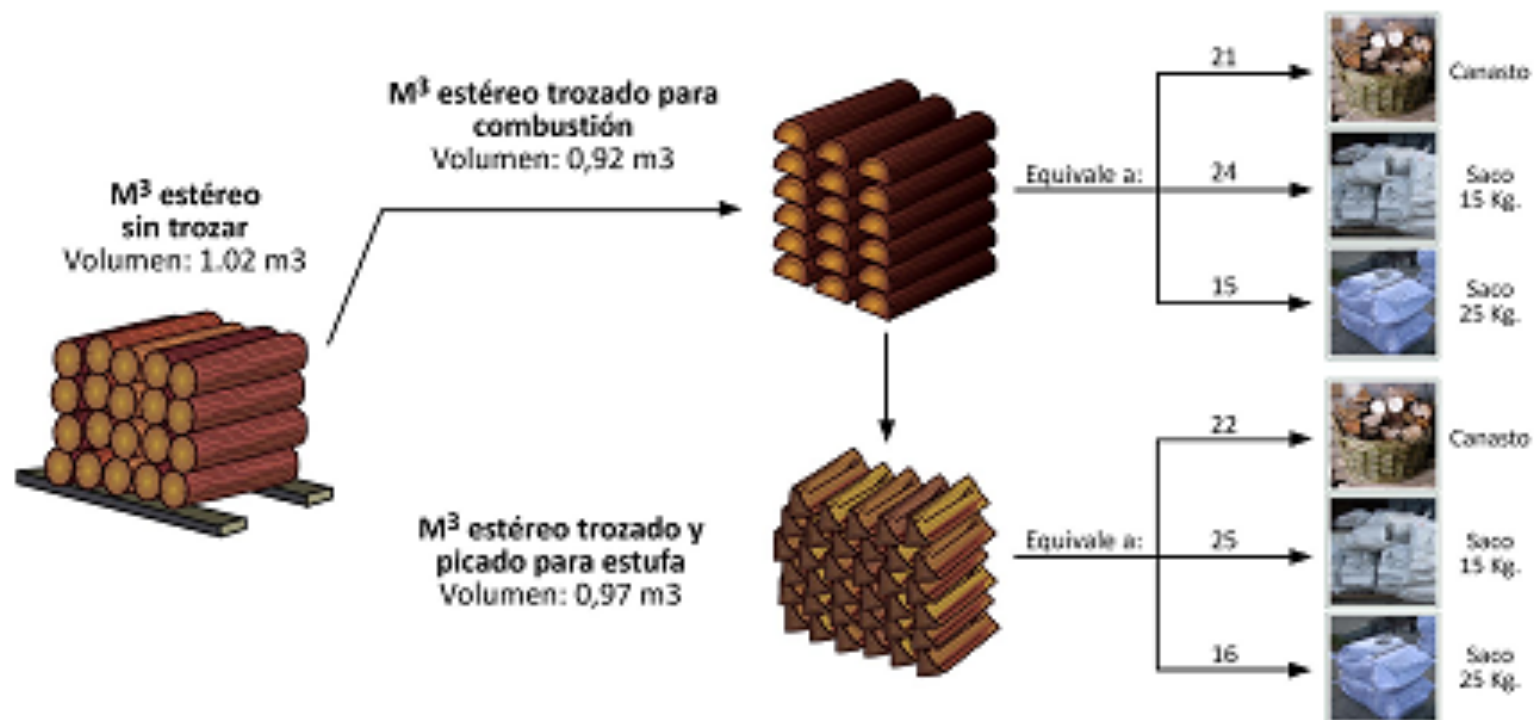 M³ estéreo
sin trozar
Volumen: 1.02 m3
M³ estéreo trozado para
combustión
Volumen: 0,92 m3
Equivale a:
21
Canasto
24
Saco
15 Kg.
15
Saco
25 Kg.
M³ estéreo trozado y
picado para estufa
Volumen: 0,97 m3
Equivale a:
22
Canasto
25
Saco
15 Kg.
16
Saco
25 Kg.